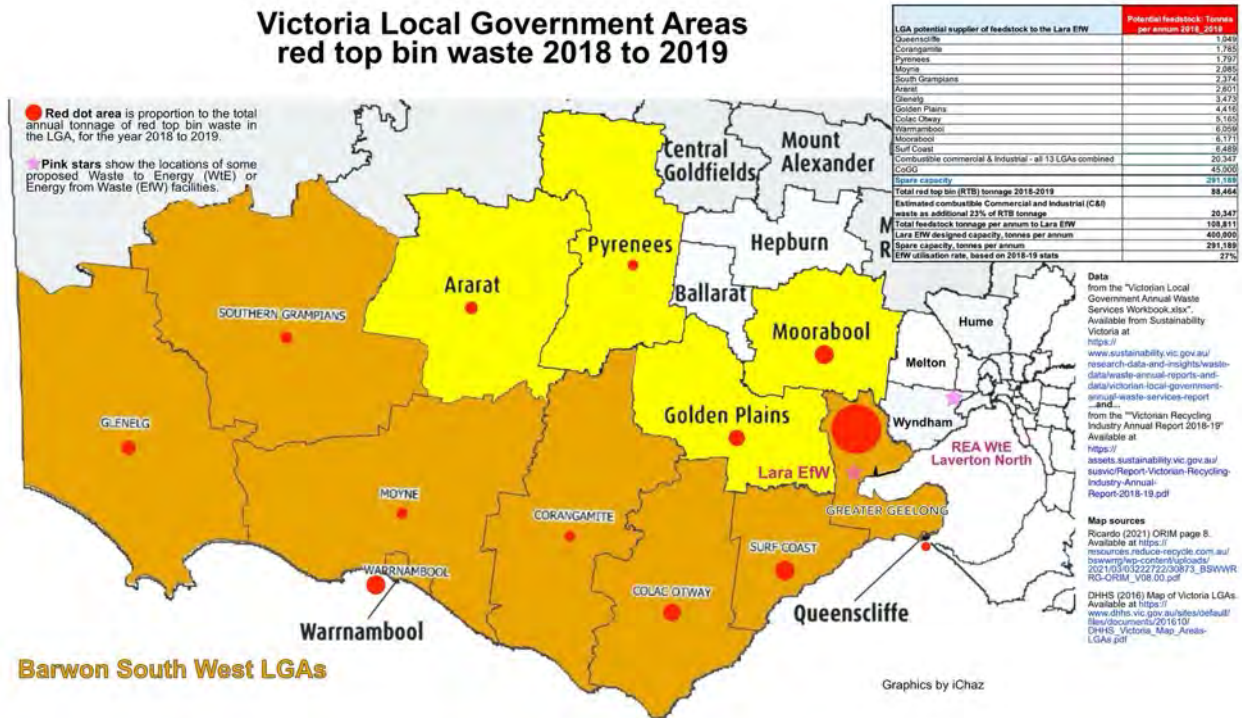 Victoria Local Government Areas
red top bin waste 2018 to 2019
Red dot area is proportion to the total
annual tonnage of red top bin waste in
the LGA, for the year 2018 to 2019.
Pink stars show the locations of some
proposed Waste to Energy (WtE) or
Energy from Waste (EfW) facilities.
LGA potential supplier of feedstock to the Lara EfW
Potential feedstock: Tonnes
per annum 2018_2019
Queenscliffe 1,049
Corangamite 1,785
Pyrenees 1,797
Moyne 2,085
South Grampians 2,374
Ararat 2,601
Glenelg 3,473
Golden Plains 4,416
Colac Otway 5,165
Warrnambool 6,059
Moorabool 6,171
Surf Coast 6,489
Combustible commercial & Industrial - all 13 LGAs combined 20,347
CoGG 45,000
Spare capacity 291,189
Total red top bin (RTB) tonnage 2018-2019 88,464
Estimated combustible Commercial and Industrial (C&I)
waste as additional 23% of RTB tonnage 20,347
Total feedstock tonnage per annum to Lara EfW 108,811
Lara EfW designed capacity, tonnes per annum 400,000
Spare capacity, tonnes per annum 291,189
EfW utilisation rate, based on 2018-19 stats 27%
Central
Goldfields
Mount
Alexander
M
R
Pyrenees
Hepburn
Ararat
Ballarat
SOUTHERN GRAMPIANS
Moorabool
Hume
Melton
Wyndham
Golden Plains
GLENELG
Lara EfW
REA WtE
Laverton North
MOYNE
CORANGAMITE
GREATER GEELONG
SURF COAST
WARRNAMBOOL
COLAC OTWAY
Queenscliffe
Warrnambool
Barwon South West LGAs
Graphics by iChaz
Data
from the "Victorian Local
Government Annual Waste
Services Workbook.xlsx".
Available from Sustainability
Victoria at
https://
www.sustainability.vic.gov.au/
research-data-and-insights/waste-
data/waste-annual-reports-and-
data/victorian-local-government-
annual-waste-services-report
...and...
from the ""Victorian Recycling
Industry Annual Report 2018-19"
Available at
https://
assets.sustainability.vic.gov.au/
susvic/Report-Victorian-Recycling-
Industry-Annual-
Report-2018-19.pdf
Map sources
Ricardo (2021) ORIM page 8.
Available at https://
resources.reduce-recycle.com.au/
bswwrrg/wp-content/uploads/
2021/03/03222722/30873_BSWWR
RG-ORIM_V08.00.pdf
DHHS (2016) Map of Victoria LGAs.
Available at https://
www.dhhs.vic.gov.au/sites/default/
files/documents/201610/
DHHS_Victoria_Map_Areas-
LGAs.pdf